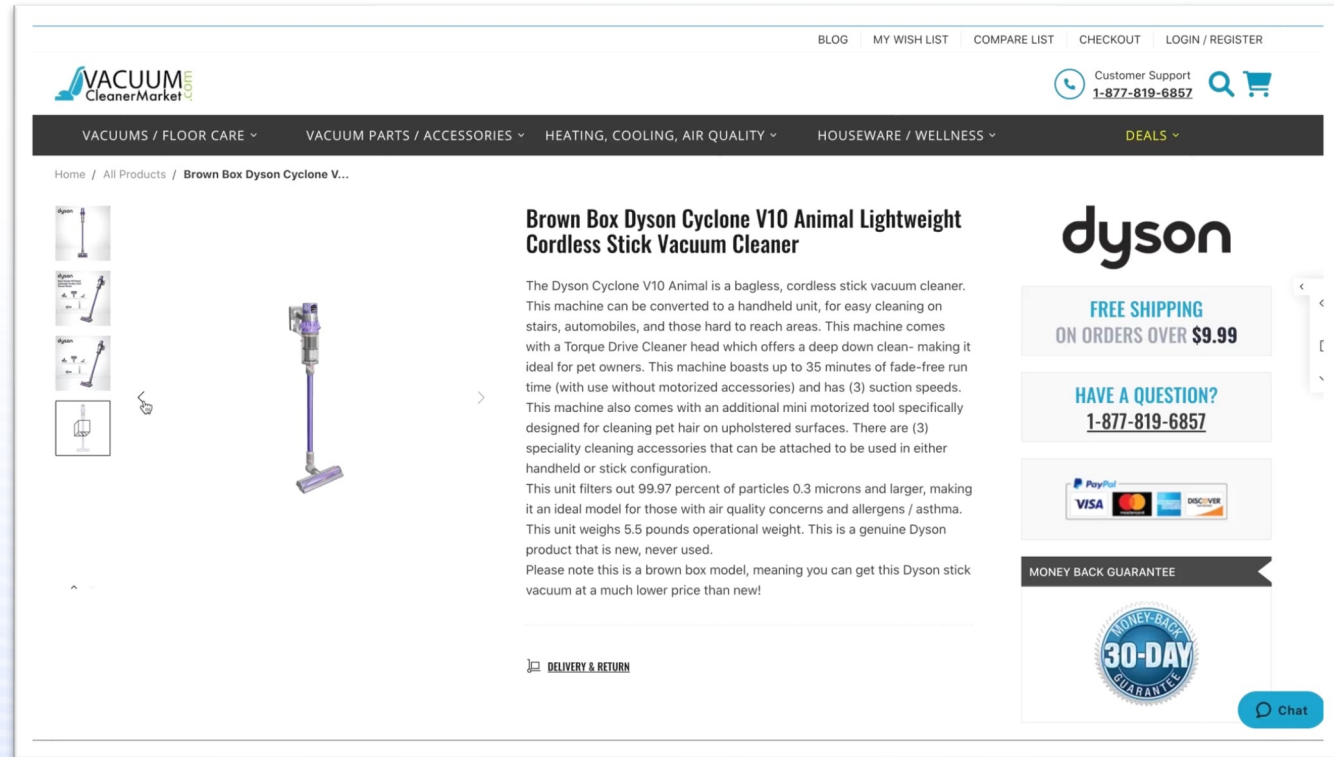 BLOG
MY WISH LIST
COMPARE LIST
CHECKOUT
LOGIN / REGISTER
VACUUM
CleanerMarket
.com
Customer Support
1-877-819-6857
VACUUMS / FLOOR CARE
VACUUM PARTS / ACCESSORIES
HEATING, COOLING, AIR QUALITY
HOUSEWARE / WELLNESS
DEALS
Home / All Products / Brown Box Dyson Cyclone V...
dyson
dyson
dyson
Brown Box Dyson Cyclone V10 Animal Lightweight
Cordless Stick Vacuum Cleaner
The Dyson Cyclone V10 Animal is a bagless, cordless stick vacuum cleaner.
This machine can be converted to a handheld unit, for easy cleaning on
stairs, automobiles, and those hard to reach areas. This machine comes
with a Torque Drive Cleaner head which offers a deep down clean- making it
ideal for pet owners. This machine boasts up to 35 minutes of fade-free run
time (with use without motorized accessories) and has (3) suction speeds.
This machine also comes with an additional mini motorized tool specifically
designed for cleaning pet hair on upholstered surfaces. There are (3)
speciality cleaning accessories that can be attached to be used in either
handheld or stick configuration.
This unit filters out 99.97 percent of particles 0.3 microns and larger, making
it an ideal model for those with air quality concerns and allergens / asthma.
This unit weighs 5.5 pounds operational weight. This is a genuine Dyson
product that is new, never used.
Please note this is a brown box model, meaning you can get this Dyson stick
vacuum at a much lower price than new!
DELIVERY & RETURN
dyson
FREE SHIPPING
ON ORDERS OVER $9.99
HAVE A QUESTION?
1-877-819-6857
PayPal
VISA
DISCOVER
MONEY BACK GUARANTEE
MONEY-BACK
30-DAY
GUARANTEE
Chat